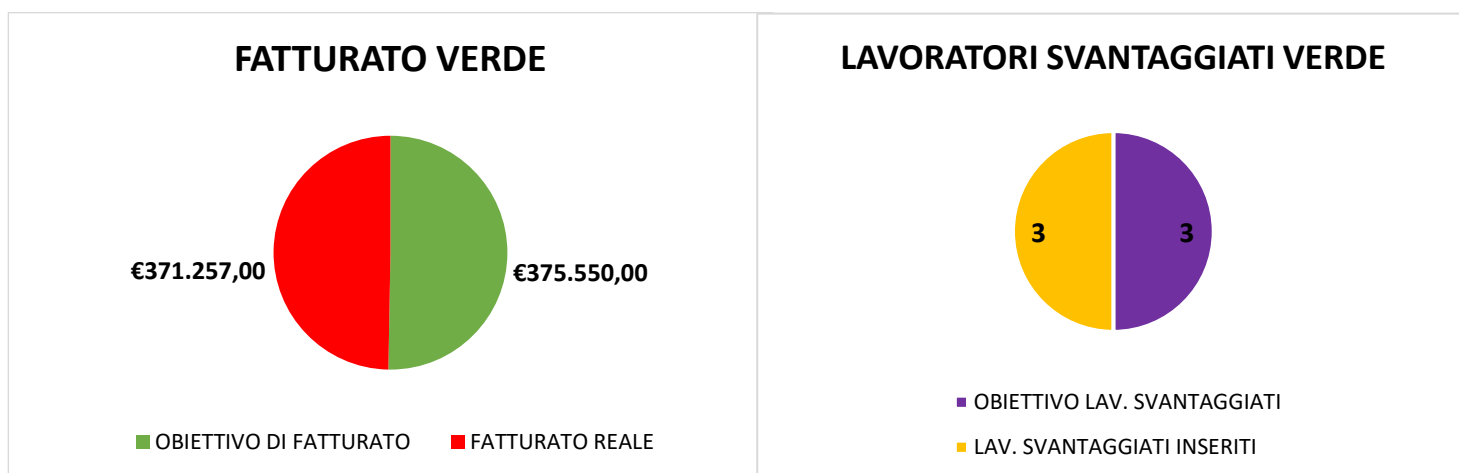 FATTURATO VERDE
€371.257,00
€375.550,00
OBIETTIVO DI FATTURATO
FATTURATO REALE
LAVORATORI SVANTAGGIATI VERDE
3
3
OBIETTIVO LAV. SVANTAGGIATI
LAV. SVANTAGGIATI INSERITI